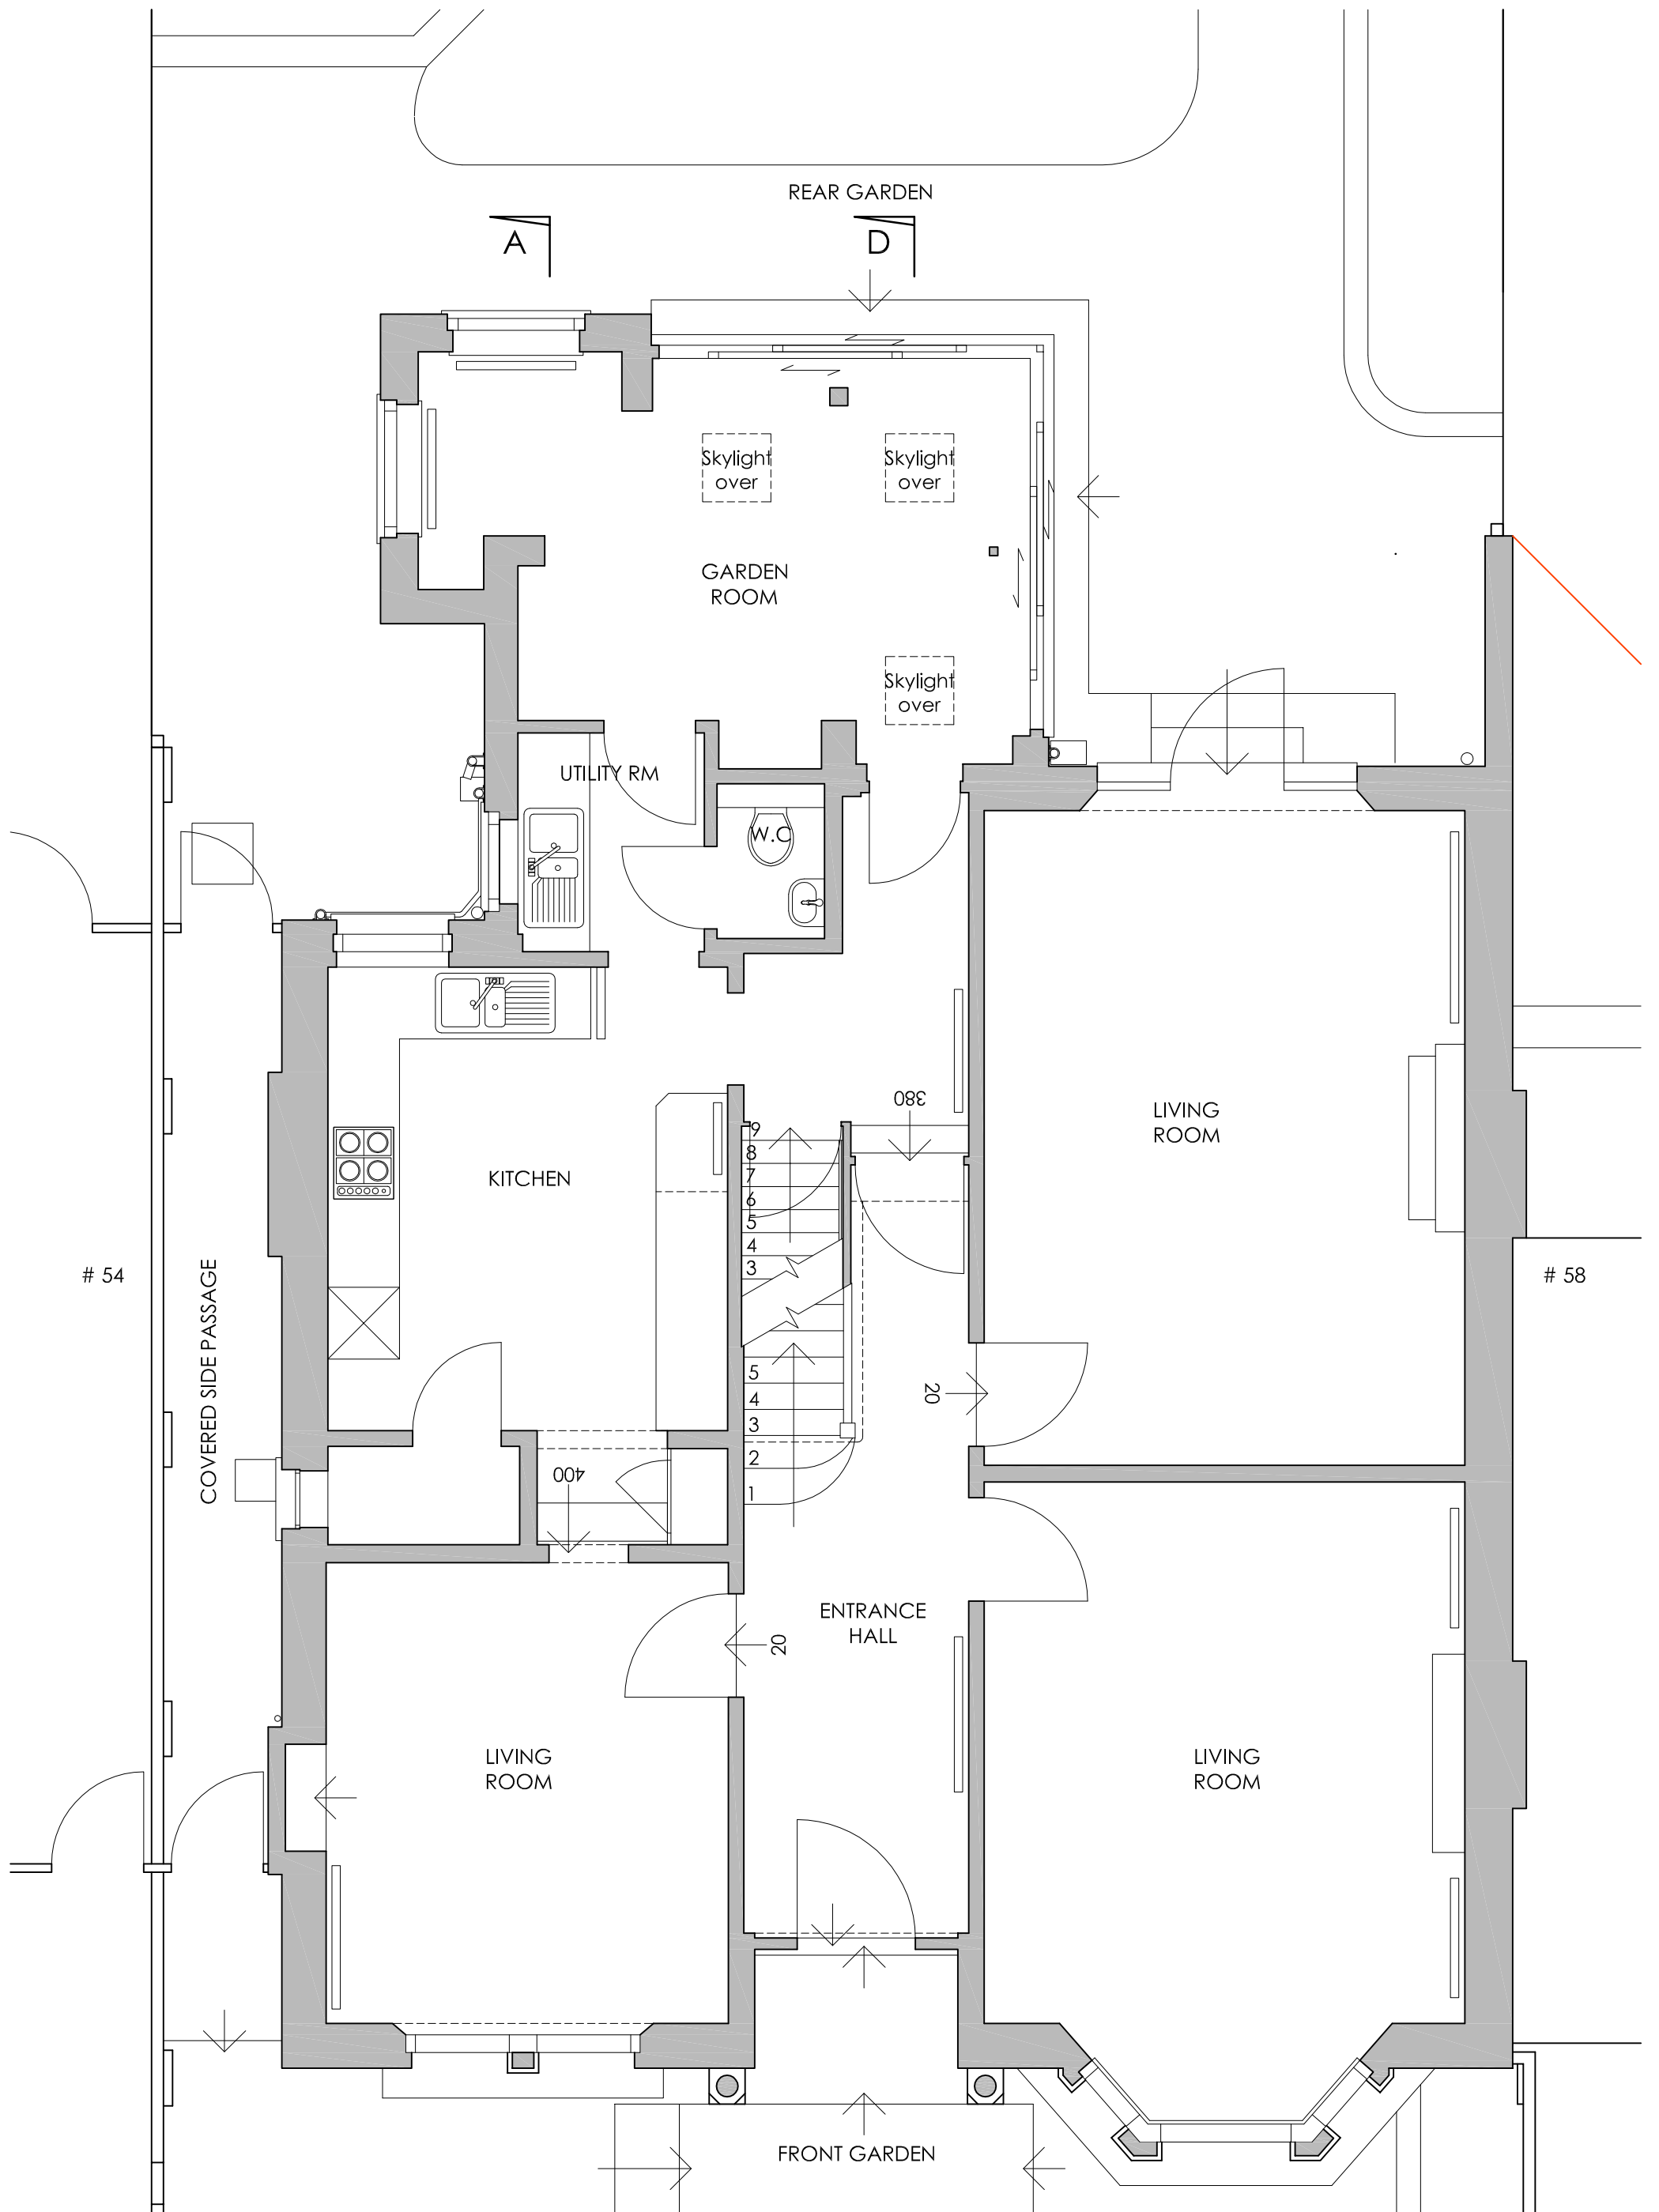 REAR GARDEN
A
D
Skylight
over
Skylight
over
GARDEN
ROOM
Skylight
over
UTILITY RM
W.C
380
LIVING
ROOM
KITCHEN
9
8
7
6
5
4
3
# 54
COVERED SIDE PASSAGE
# 58
5
4
3
2
1
20
400
ENTRANCE
HALL
20
LIVING
ROOM
LIVING
ROOM
FRONT GARDEN